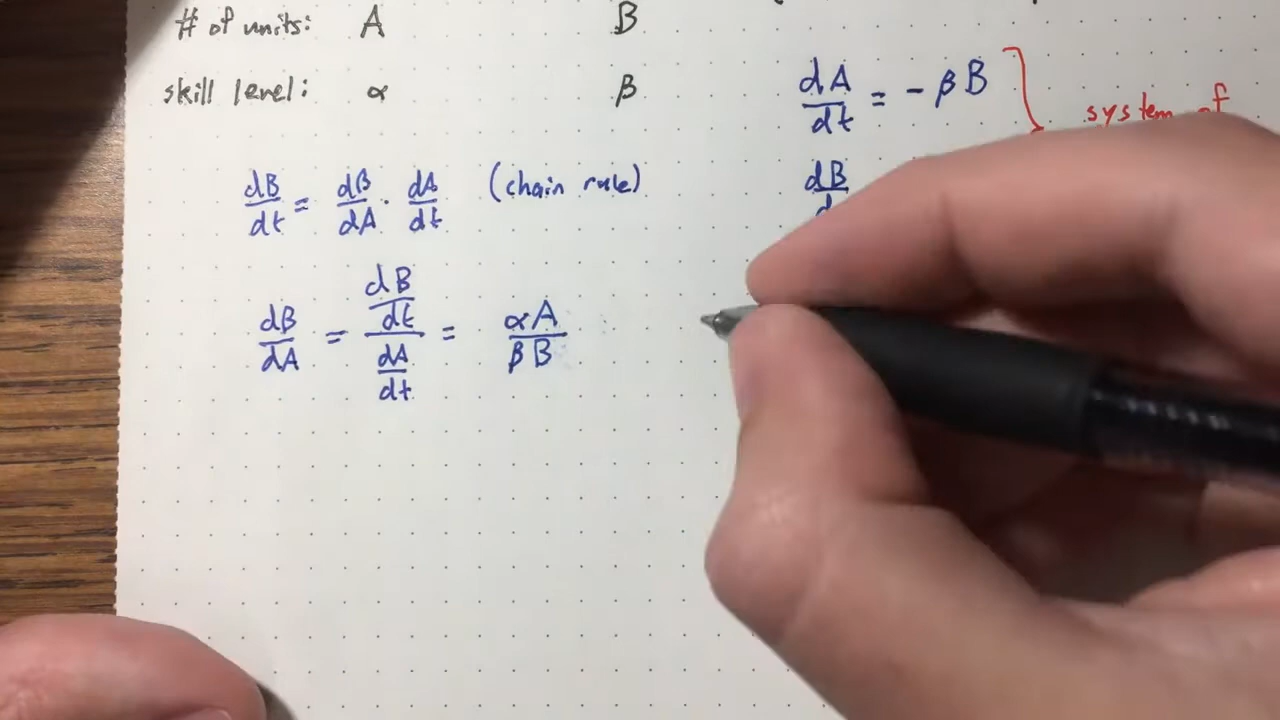 # of units: A B
skill level: α β
dA/dt = - βB
system of
dB/d
dB/dt = dB/dA · dA/dt (chain rule)
dB/dA = (dB/dt)/(dA/dt) = αA/βB